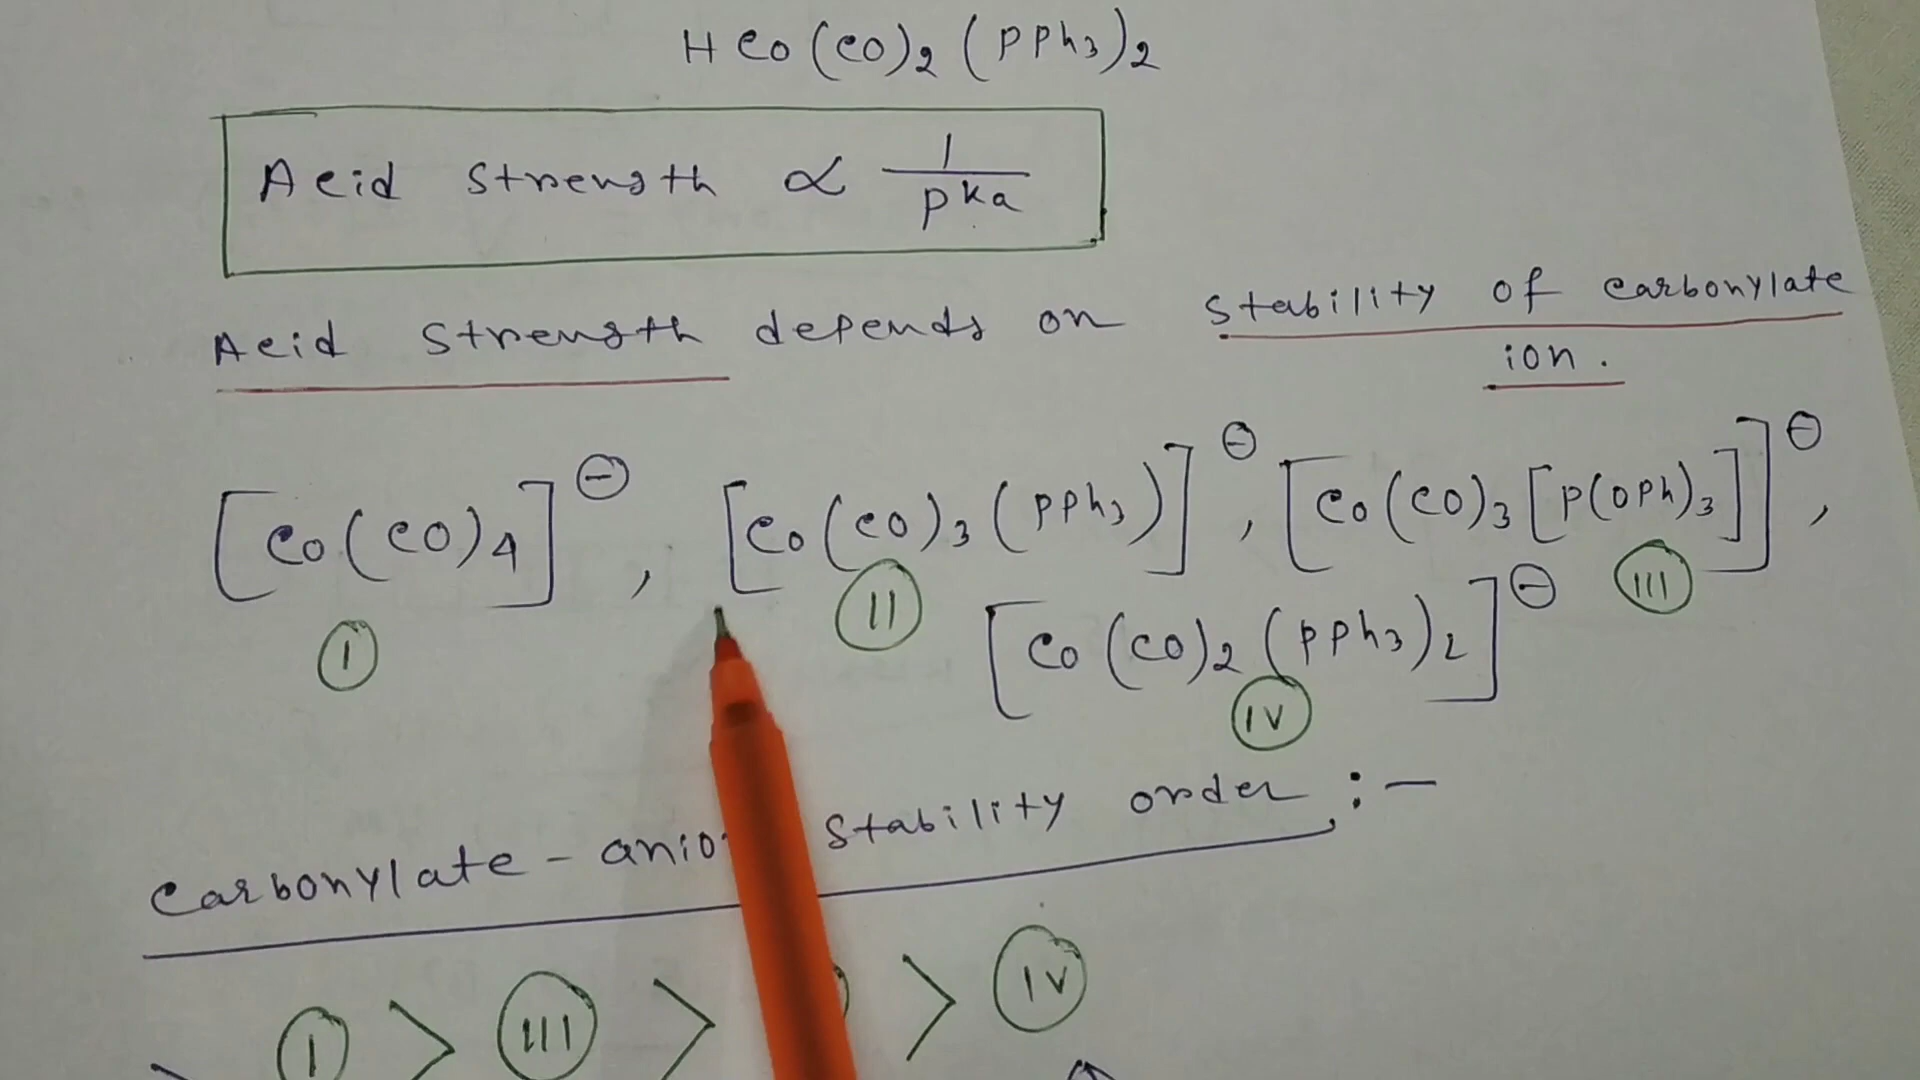 HCo(CO)₂(PPh₃)₂
Acid strength ∝ 1/pKa
Acid strength depends on stability of carbonylate
ion.
[Co(CO)₄]⊖, [Co(CO)₃(PPh₃)]⊖, [Co(CO)₃[P(OPh)₃]]⊖,
I II III
[Co(CO)₂(PPh₃)₂]⊖
IV
Carbonylate - stability order :-
I > III > > IV